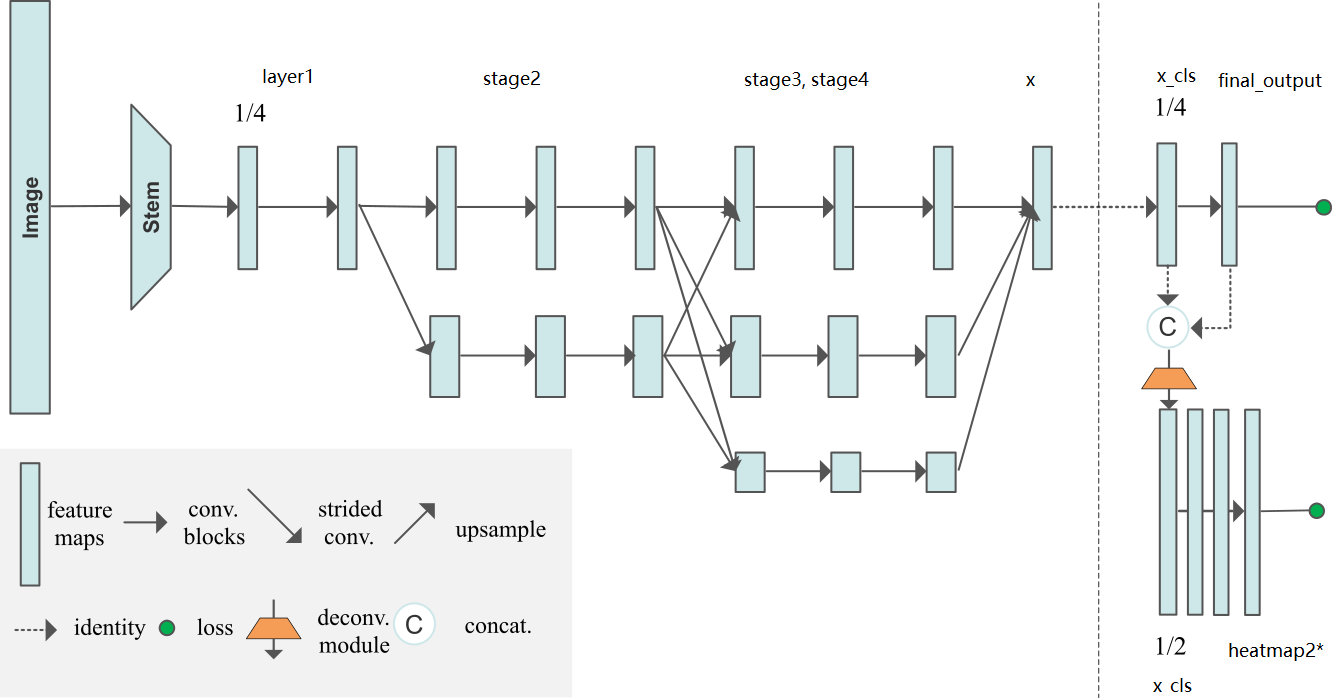 layer1
stage2
stage3, stage4
x
x_cls
final_output
1/4
1/4
Image
Stem
C
feature
maps
conv.
blocks
strided
conv.
upsample
identity
loss
deconv.
module
C
concat.
1/2
heatmap2*
x_cls